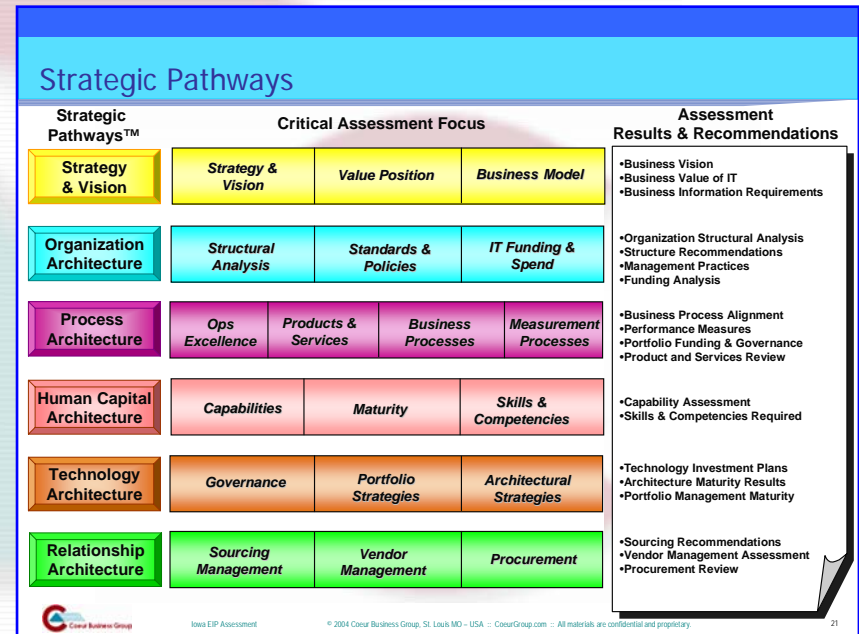 Strategic Pathways
Strategic
Pathways™
Critical Assessment Focus
Assessment
Results & Recommendations
Strategy
& Vision
Strategy &
Vision
Value Position
Business Model
•Business Vision
•Business Value of IT
•Business Information Requirements
Organization
Architecture
Structural
Analysis
Standards &
Policies
IT Funding &
Spend
•Organization Structural Analysis
•Structure Recommendations
•Management Practices
•Funding Analysis
Process
Architecture
Ops
Excellence
Products &
Services
Business
Processes
Measurement
Processes
•Business Process Alignment
•Performance Measures
•Portfolio Funding & Governance
•Product and Services Review
Human Capital
Architecture
Capabilities
Maturity
Skills &
Competencies
•Capability Assessment
•Skills & Competencies Required
Technology
Architecture
Governance
Portfolio
Strategies
Architectural
Strategies
•Technology Investment Plans
•Architecture Maturity Results
•Portfolio Management Maturity
Relationship
Architecture
Sourcing
Management
Vendor
Management
Procurement
•Sourcing Recommendations
•Vendor Management Assessment
•Procurement Review
Coeur Business Group
Iowa EIP Assessment
© 2004 Coeur Business Group, St. Louis MO – USA :: CoeurGroup.com :: All materials are confidential and proprietary.
21